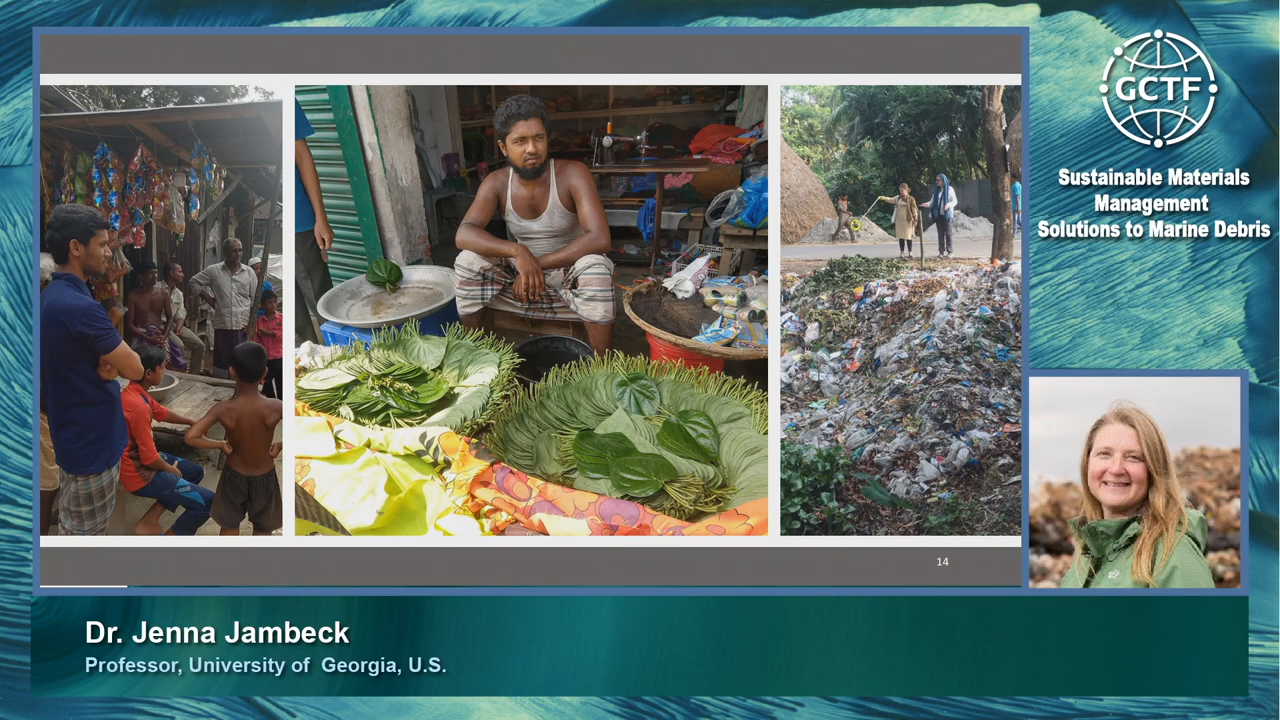 GCTF
Sustainable Materials
Management
Solutions to Marine Debris
14
Dr. Jenna Jambeck
Professor, University of  Georgia, U.S.